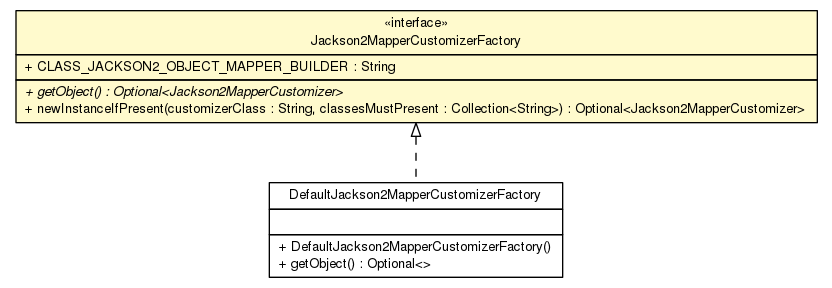 «interface»
Jackson2MapperCustomizerFactory
+ CLASS_JACKSON2_OBJECT_MAPPER_BUILDER : String
+ getObject() : Optional<Jackson2MapperCustomizer>
+ newInstanceIfPresent(customizerClass : String, classesMustPresent : Collection<String>) : Optional<Jackson2MapperCustomizer>
DefaultJackson2MapperCustomizerFactory
+ DefaultJackson2MapperCustomizerFactory()
+ getObject() : Optional<>